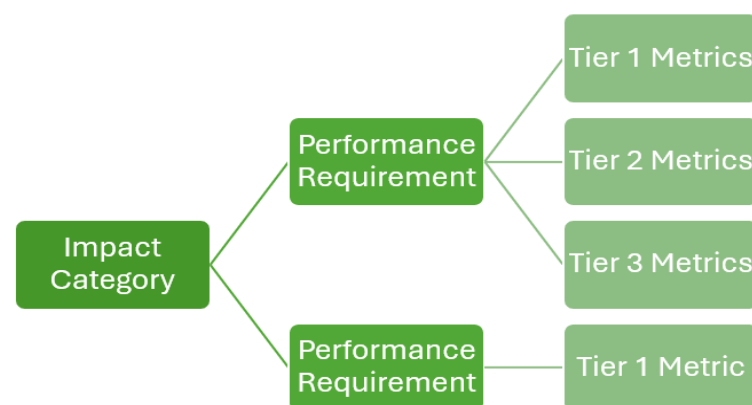 Impact
Category
Performance
Requirement
Tier 1 Metrics
Tier 2 Metrics
Tier 3 Metrics
Performance
Requirement
Tier 1 Metric